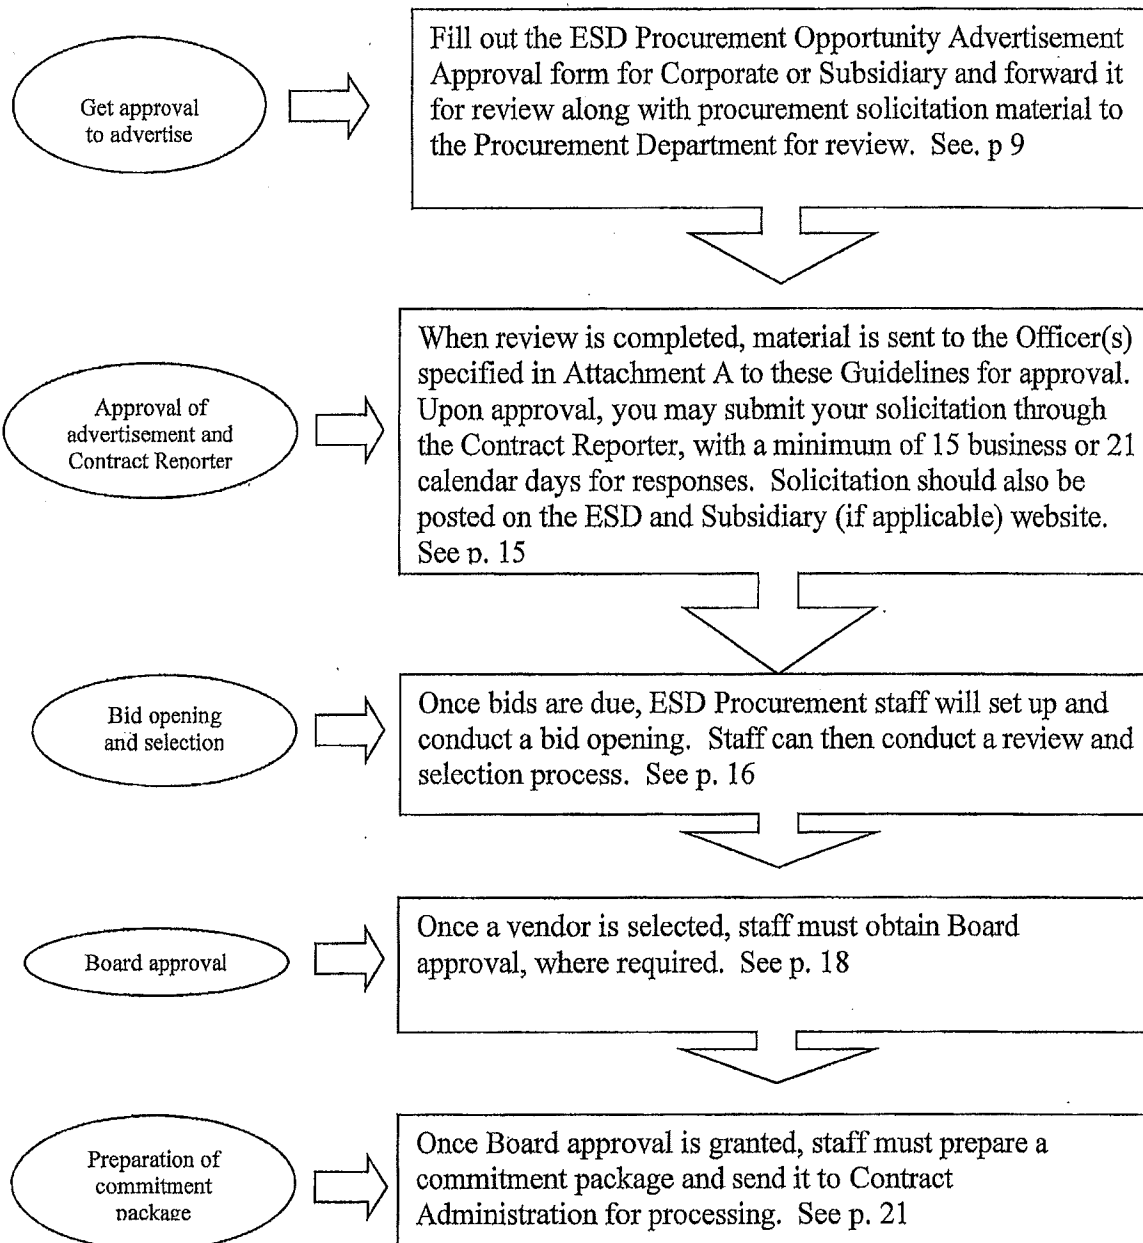 Get approval
to advertise
Fill out the ESD Procurement Opportunity Advertisement
Approval form for Corporate or Subsidiary and forward it
for review along with procurement solicitation material to
the Procurement Department for review. See. p 9
Approval of
advertisement and
Contract Reporter
When review is completed, material is sent to the Officer(s)
specified in Attachment A to these Guidelines for approval.
Upon approval, you may submit your solicitation through
the Contract Reporter, with a minimum of 15 business or 21
calendar days for responses. Solicitation should also be
posted on the ESD and Subsidiary (if applicable) website.
See p. 15
Bid opening
and selection
Once bids are due, ESD Procurement staff will set up and
conduct a bid opening. Staff can then conduct a review and
selection process. See p. 16
Board approval
Once a vendor is selected, staff must obtain Board
approval, where required. See p. 18
Preparation of
commitment
package
Once Board approval is granted, staff must prepare a
commitment package and send it to Contract
Administration for processing. See p. 21